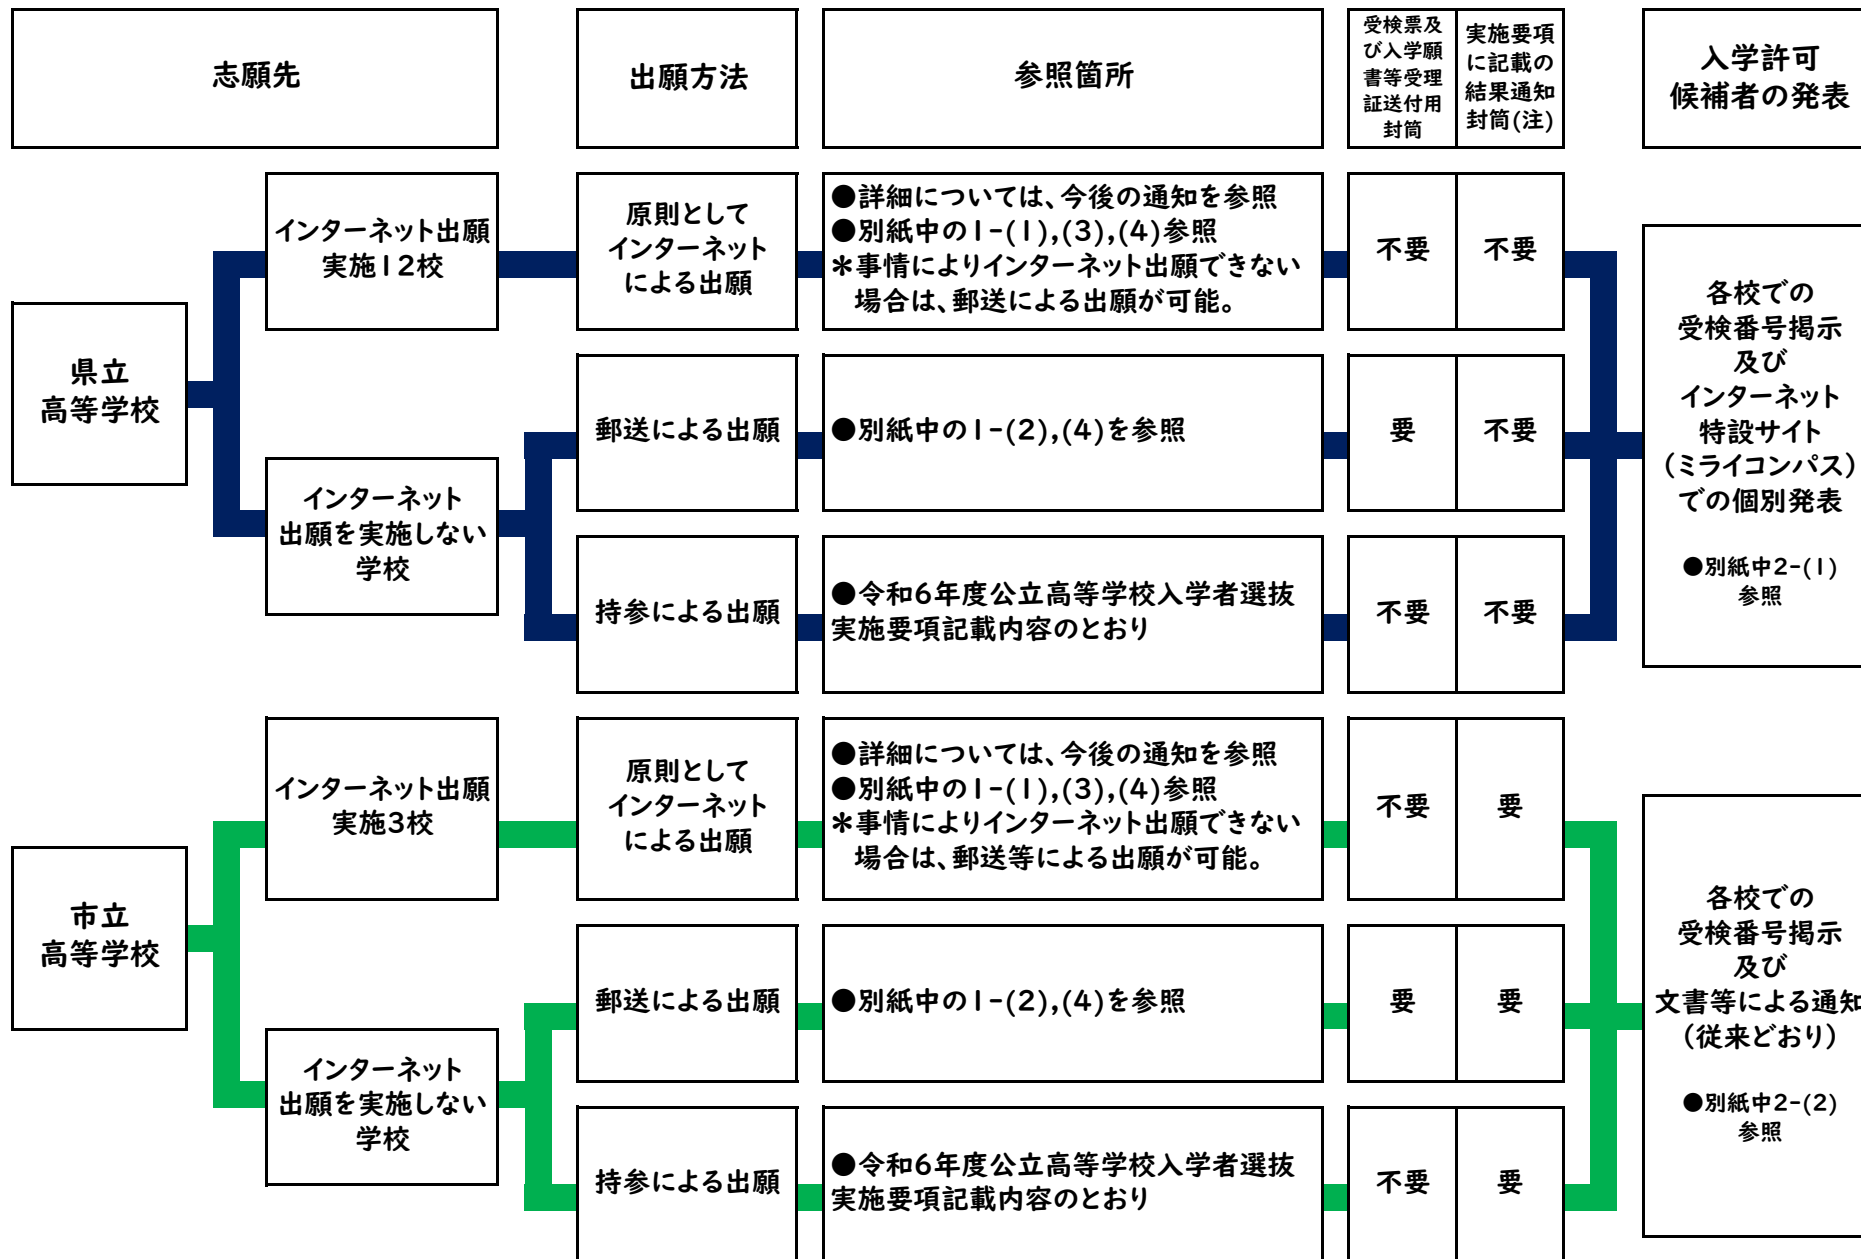 志願先
出願方法
参照箇所
受検票及
び入学願
書等受理
証送付用
封筒
実施要項
に記載の
結果通知
封筒(注)
入学許可
候補者の発表
県立
高等学校
インターネット出願
実施12校
原則として
インターネット
による出願
●詳細については、今後の通知を参照
●別紙中の1-(1),(3),(4)参照
*事情によりインターネット出願できない
場合は、郵送による出願が可能。
不要
不要
インターネット
出願を実施しない
学校
郵送による出願
●別紙中の1-(2),(4)を参照
要
不要
持参による出願
●令和6年度公立高等学校入学者選抜
実施要項記載内容のとおり
不要
不要
各校での
受検番号掲示
及び
インターネット
特設サイト
(ミライコンパス)
での個別発表
●別紙中2-(1)
参照
市立
高等学校
インターネット出願
実施3校
原則として
インターネット
による出願
●詳細については、今後の通知を参照
●別紙中の1-(1),(3),(4)参照
*事情によりインターネット出願できない
場合は、郵送等による出願が可能。
不要
要
インターネット
出願を実施しない
学校
郵送による出願
●別紙中の1-(2),(4)を参照
要
要
持参による出願
●令和6年度公立高等学校入学者選抜
実施要項記載内容のとおり
不要
要
各校での
受検番号掲示
及び
文書等による通知
(従来どおり)
●別紙中2-(2)
参照